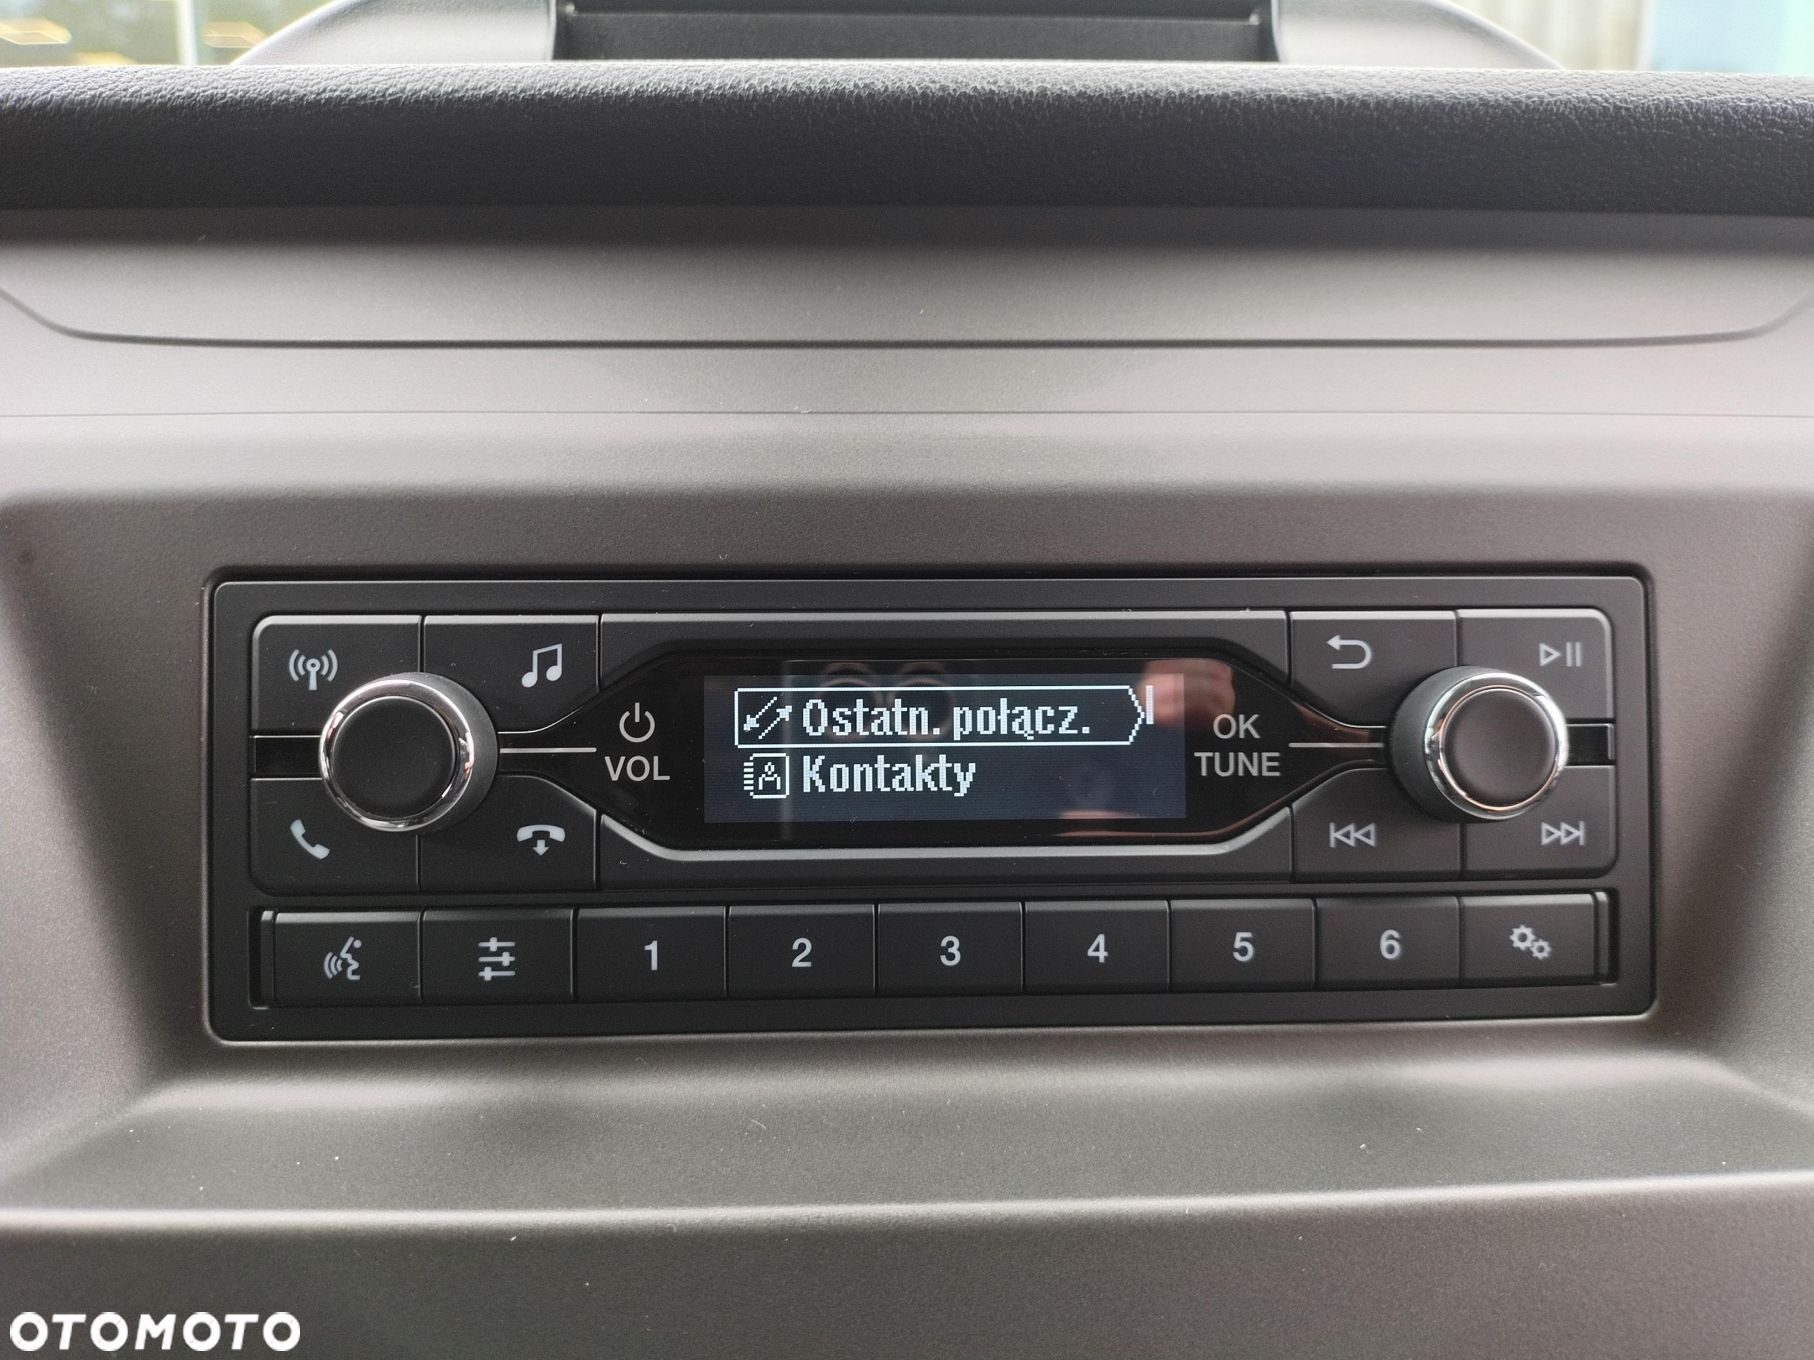 Ostatn. połącz.
Kontakty
VOL
OK
TUNE
1 2 3 4 5 6
OTOMOTO